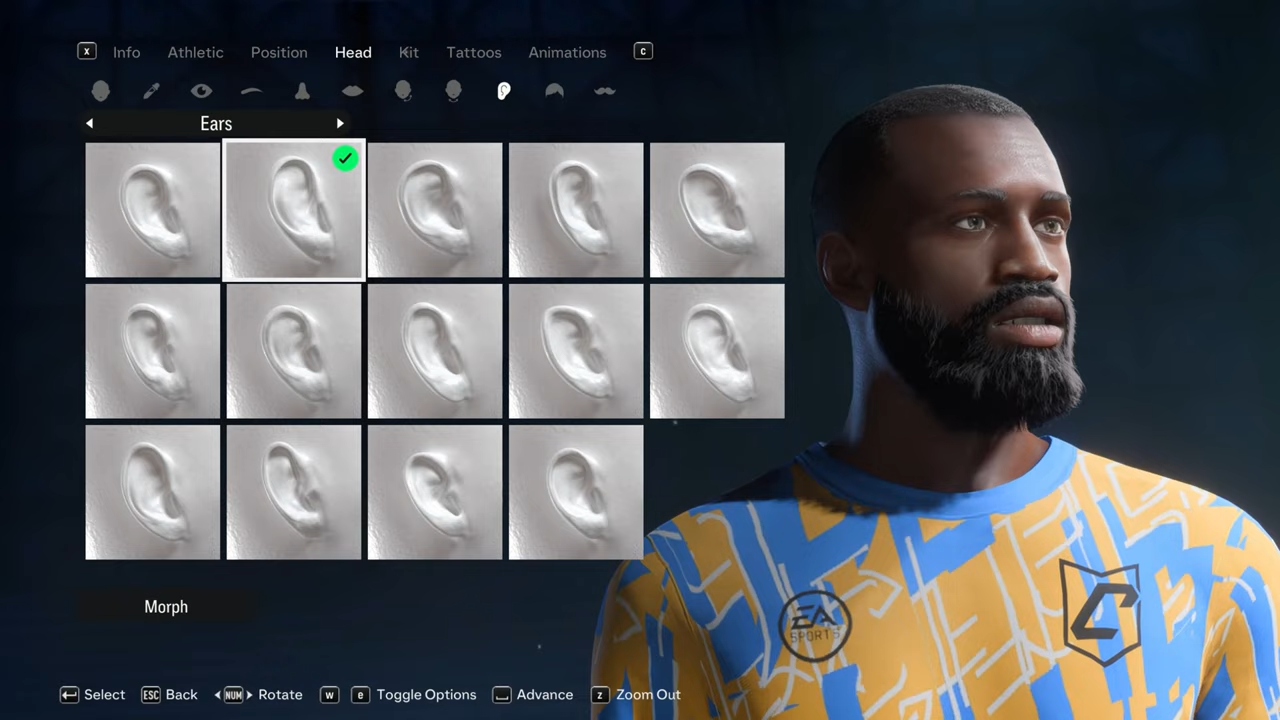 X Info Athletic Position Head Kit Tattoos Animations C
Ears
Morph
EA
SPORTS
C
Select ESC Back NUM Rotate w e Toggle Options Advance z Zoom Out